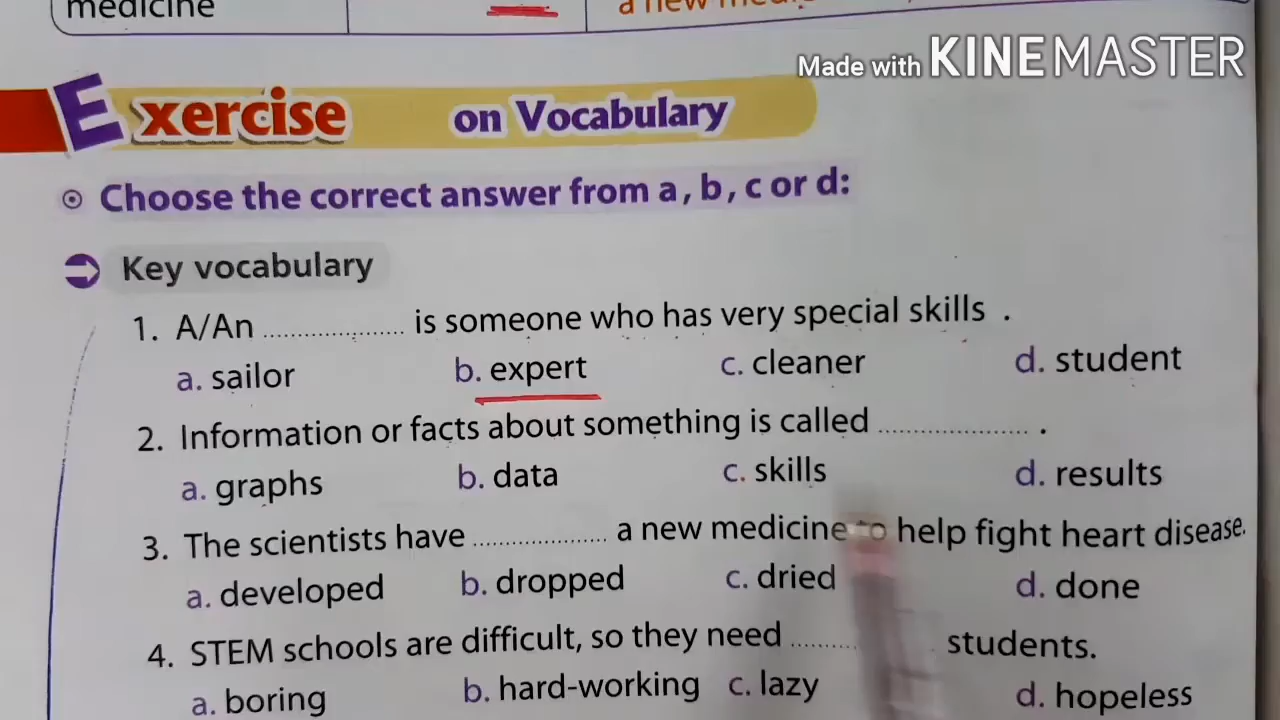 medicine
a new
Made with KINEMASTER
Exercise on Vocabulary
Choose the correct answer from a, b, c or d:
Key vocabulary
1. A/An .................... is someone who has very special skills .
a. sailor b. expert c. cleaner d. student
2. Information or facts about something is called .................... .
a. graphs b. data c. skills d. results
3. The scientists have .................... a new medicine to help fight heart disease.
a. developed b. dropped c. dried d. done
4. STEM schools are difficult, so they need .......... students.
a. boring b. hard-working c. lazy d. hopeless